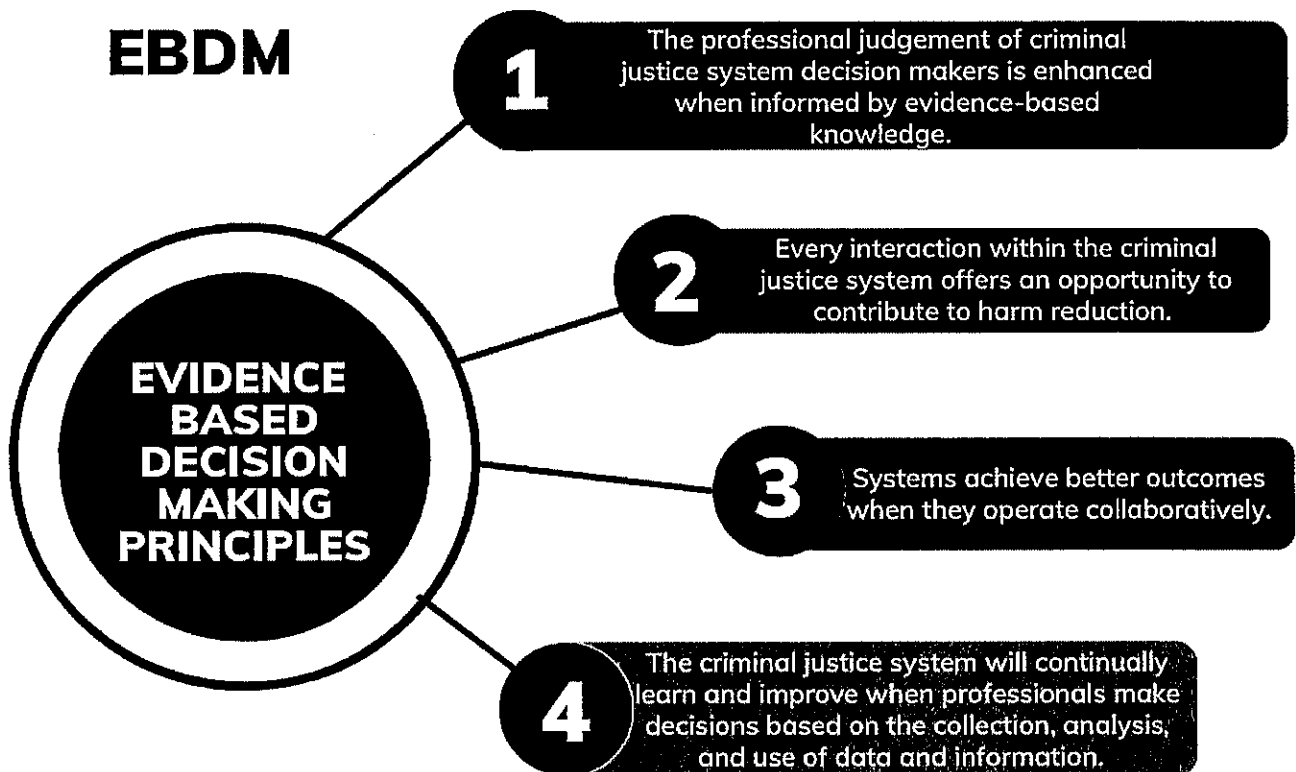 EBDM
1
The professional judgement of criminal
justice system decision makers is enhanced
when informed by evidence-based
knowledge.
2
Every interaction within the criminal
justice system offers an opportunity to
contribute to harm reduction.
EVIDENCE
BASED
DECISION
MAKING
PRINCIPLES
3
Systems achieve better outcomes
when they operate collaboratively.
4
The criminal justice system will continually
learn and improve when professionals make
decisions based on the collection, analysis,
and use of data and information.